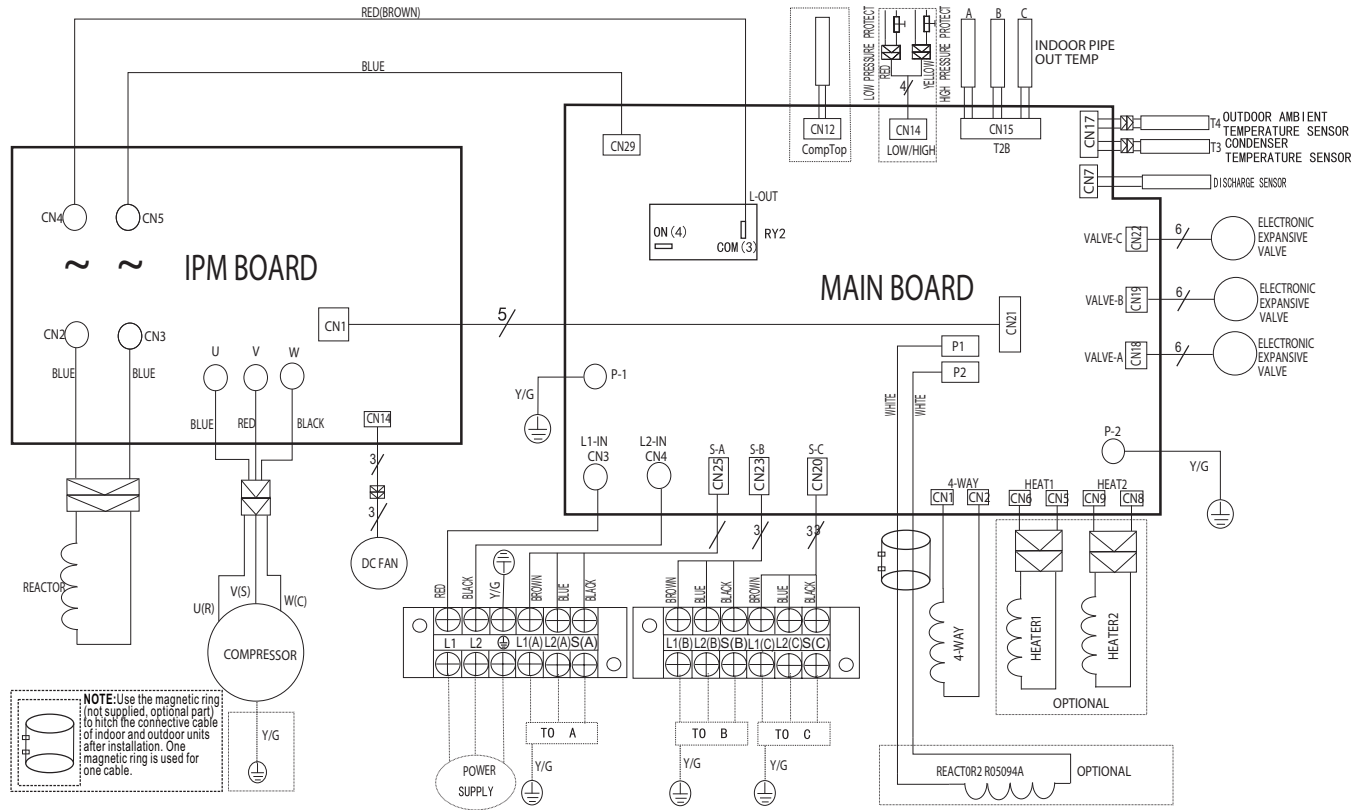 RED(BROWN)
BLUE
LOW PRESSURE PROTECT
RED
YELLOW
HIGH PRESSURE PROTECT
4
A B C
INDOOR PIPE
OUT TEMP
CN12
CompTop
CN14
LOW/HIGH
CN15
T2B
CN17
T4 OUTDOOR AMBIENT
TEMPERATURE SENSOR
T3 CONDENSER
TEMPERATURE SENSOR
CN7
DISCHARGE SENSOR
CN29
L-OUT
ON (4)
COM (3)
RY2
CN4
CN5
~ ~
IPM BOARD
MAIN BOARD
VALVE-C
CN22
6
ELECTRONIC
EXPANSIVE
VALVE
VALVE-B
CN19
6
ELECTRONIC
EXPANSIVE
VALVE
VALVE-A
CN18
6
ELECTRONIC
EXPANSIVE
VALVE
CN2
CN3
BLUE
BLUE
U V W
BLUE
RED
BLACK
CN1
5
CN21
CN14
3
3
DC FAN
P1
P2
WHITE
WHITE
P-1
Y/G
L1-IN
CN3
L2-IN
CN4
S-A
CN25
S-B
CN23
S-C
CN20
P-2
Y/G
4-WAY
CN1
CN2
HEAT1
CN6
CN5
HEAT2
CN9
CN8
REACTOR
U(R)
V(S)
W(C)
COMPRESSOR
Y/G
3
3
3
3
RED
BLACK
Y/G
BROWN
BLUE
BLACK
L1 L2 L1(A) L2(A) S(A)
BROWN
BLUE
BLACK
BROWN
BLUE
BLACK
L1(B) L2(B) S(B) L1(C) L2(C) S(C)
4-WAY
HEATER1
HEATER2
OPTIONAL
NOTE:Use the magnetic ring
(not supplied, optional part)
to hitch the connective cable
of indoor and outdoor units
after installation. One
magnetic ring is used for
one cable.
POWER
SUPPLY
TO A
Y/G
TO B
Y/G
TO C
Y/G
REACTOR2 R05094A
OPTIONAL